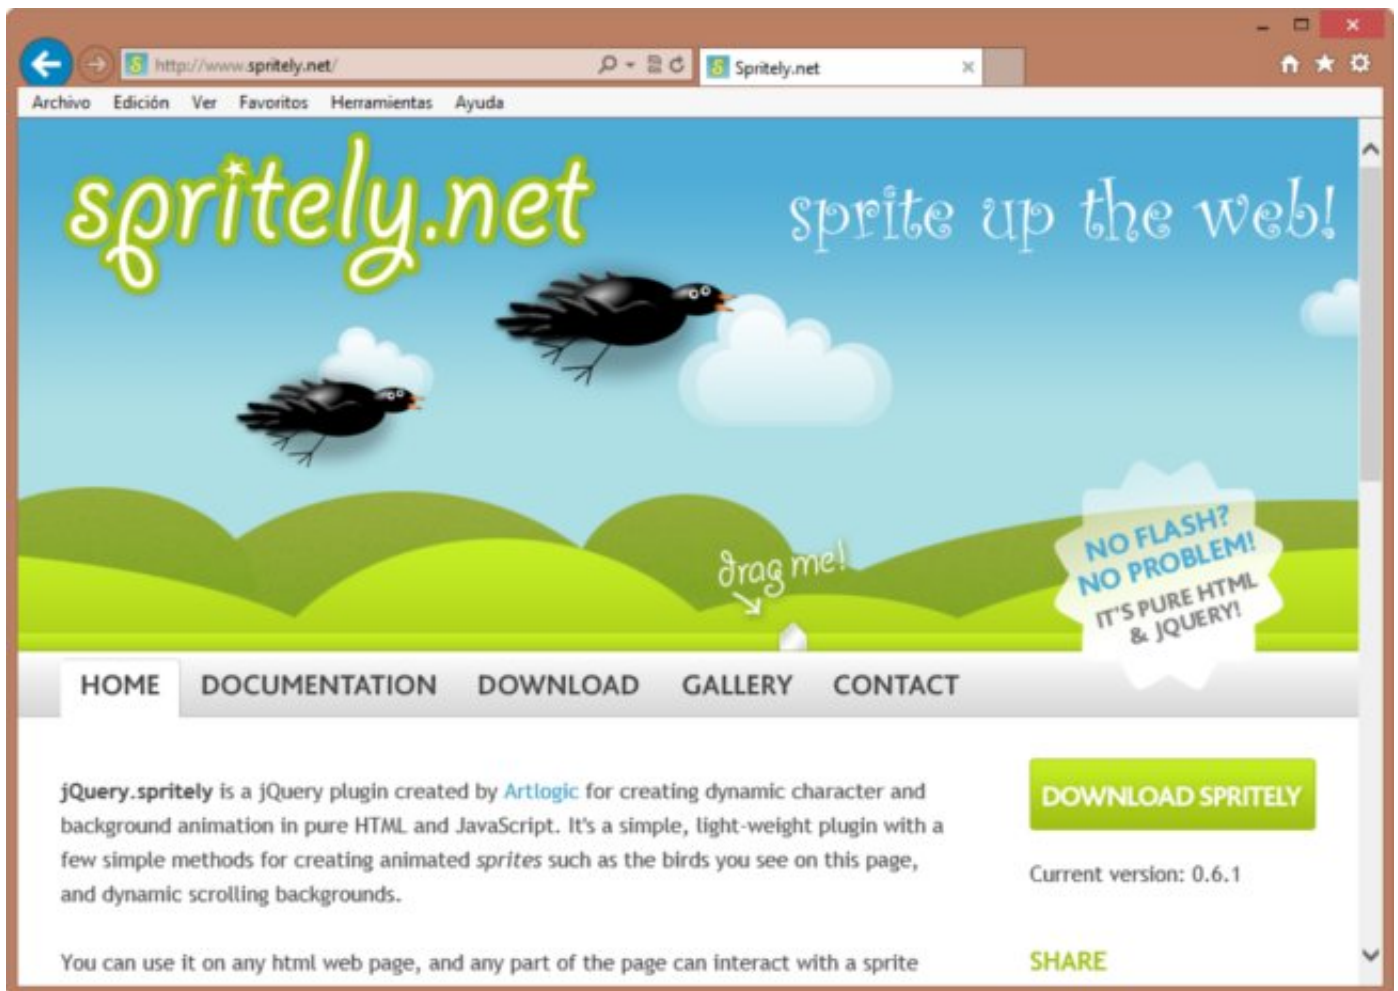 http://www.spritely.net/
Spritely.net
Archivo Edición Ver Favoritos Herramientas Ayuda
spritely.net
sprite up the web!
drag me!
NO FLASH?
NO PROBLEM!
IT'S PURE HTML
& JQUERY!
HOME DOCUMENTATION DOWNLOAD GALLERY CONTACT
jQuery.spritely is a jQuery plugin created by Artlogic for creating dynamic character and
background animation in pure HTML and JavaScript. It's a simple, light-weight plugin with a
few simple methods for creating animated sprites such as the birds you see on this page,
and dynamic scrolling backgrounds.
You can use it on any html web page, and any part of the page can interact with a sprite
DOWNLOAD SPRITELY
Current version: 0.6.1
SHARE